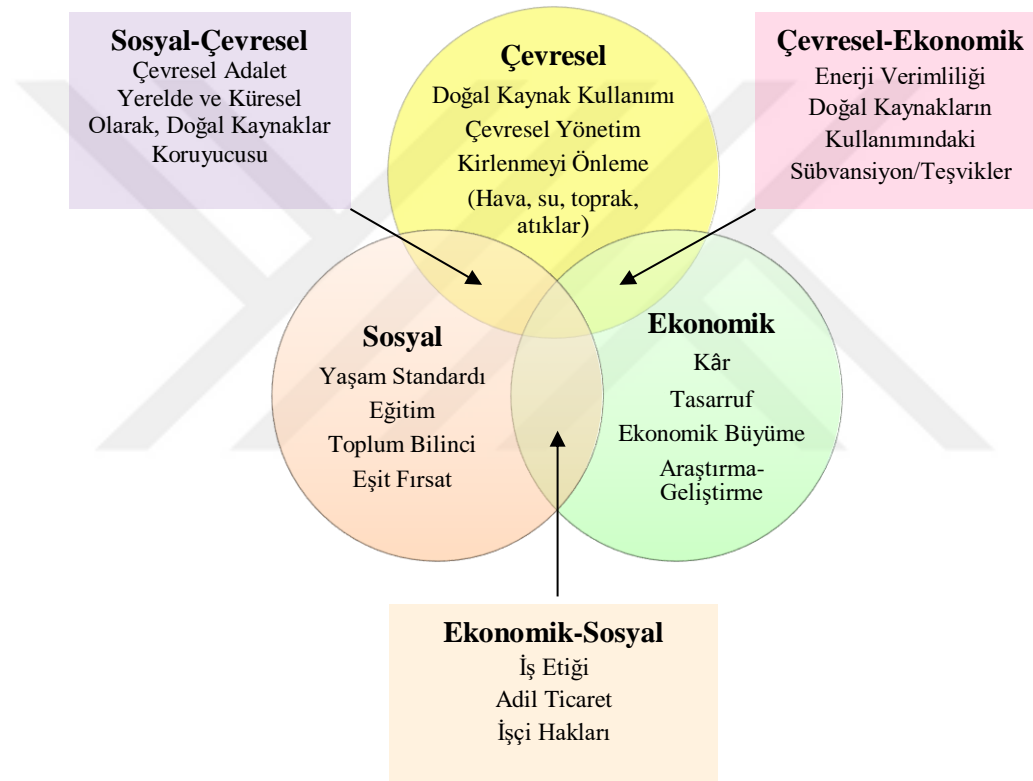 Sosyal-Çevresel
Çevresel Adalet
Yerelde ve Küresel
Olarak, Doğal Kaynaklar
Koruyucusu
Çevresel
Doğal Kaynak Kullanımı
Çevresel Yönetim
Kirlenmeyi Önleme
(Hava, su, toprak,
atıklar)
Çevresel-Ekonomik
Enerji Verimliliği
Doğal Kaynakların
Kullanımındaki
Sübvansiyon/Teşvikler
Sosyal
Yaşam Standardı
Eğitim
Toplum Bilinci
Eşit Fırsat
Ekonomik
Kâr
Tasarruf
Ekonomik Büyüme
Araştırma-
Geliştirme
Ekonomik-Sosyal
İş Etiği
Adil Ticaret
İşçi Hakları